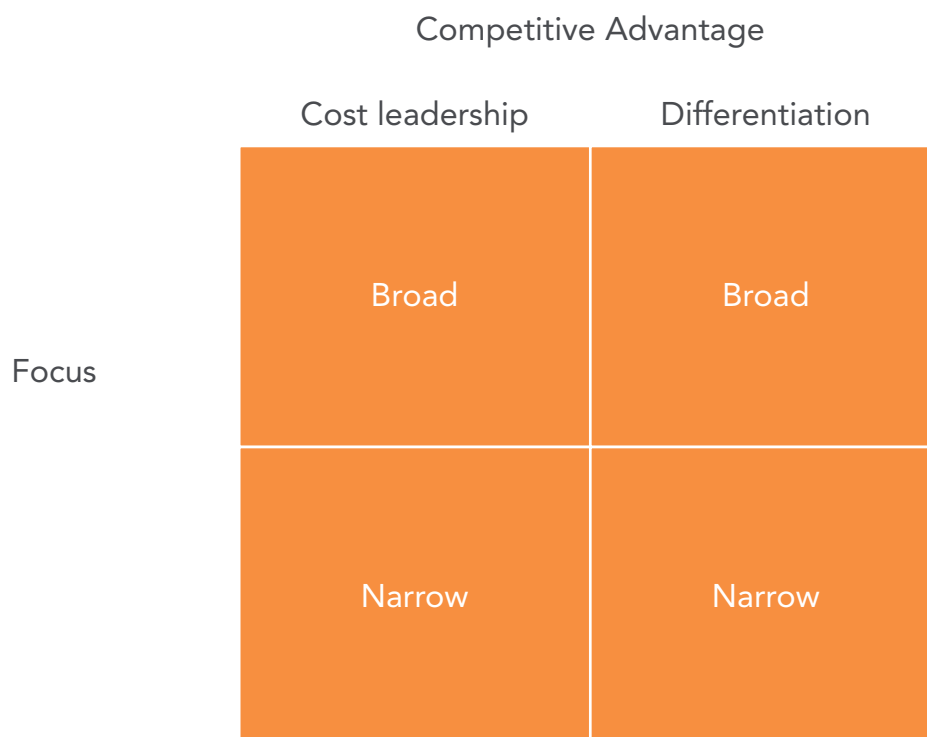 Competitive Advantage
Cost leadership Differentiation
Broad Broad
Focus
Narrow Narrow